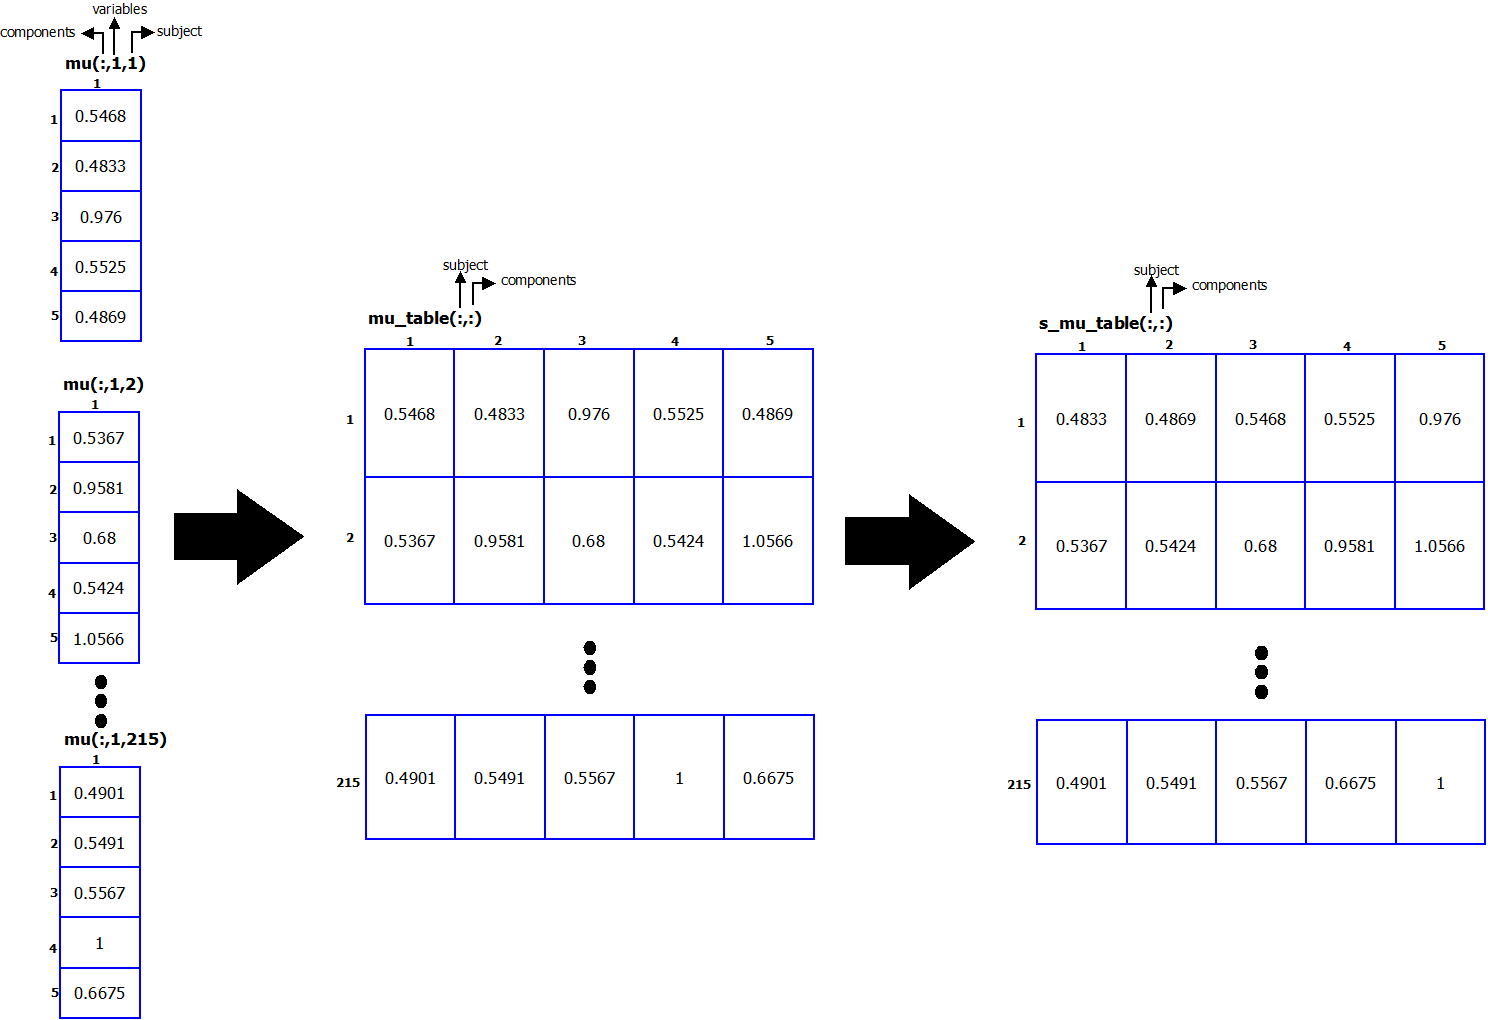 variables
components
subject
mu(:,1,1)
1
1 0.5468
2 0.4833
3 0.976
4 0.5525
5 0.4869
mu(:,1,2)
1
1 0.5367
2 0.9581
3 0.68
4 0.5424
5 1.0566
mu(:,1,215)
1
1 0.4901
2 0.5491
3 0.5567
4 1
5 0.6675
subject
components
mu_table(:,:)
1 2 3 4 5
1 0.5468 0.4833 0.976 0.5525 0.4869
2 0.5367 0.9581 0.68 0.5424 1.0566
215 0.4901 0.5491 0.5567 1 0.6675
subject
components
s_mu_table(:,:)
1 2 3 4 5
1 0.4833 0.4869 0.5468 0.5525 0.976
2 0.5367 0.5424 0.68 0.9581 1.0566
215 0.4901 0.5491 0.5567 0.6675 1